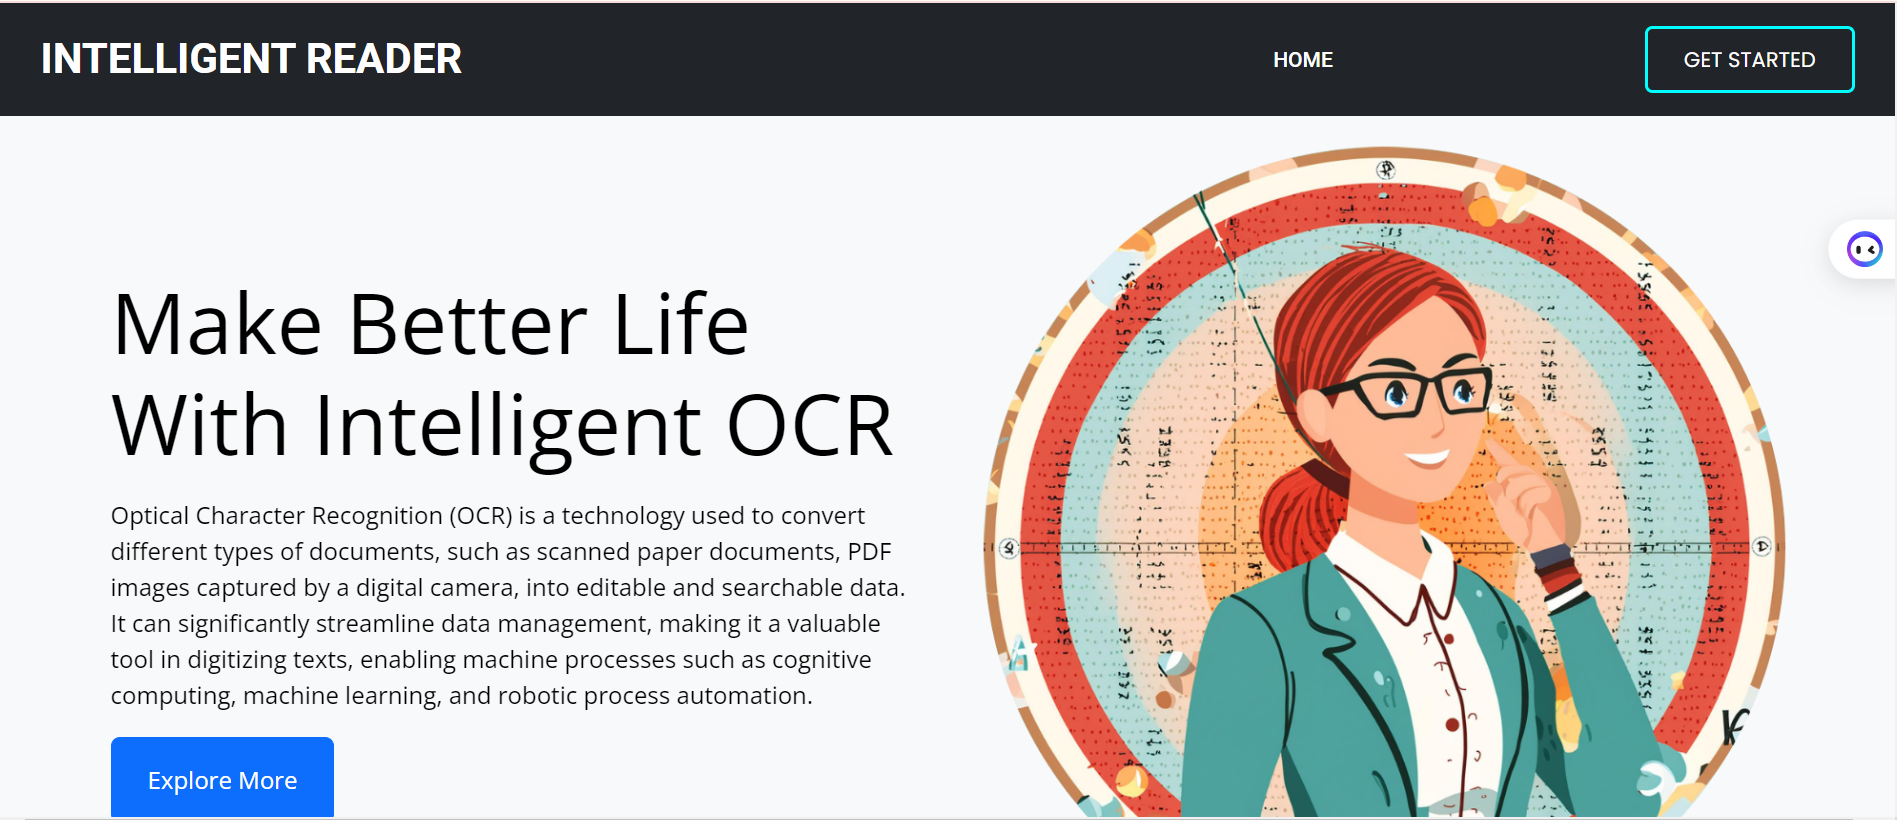 INTELLIGENT READER
HOME
GET STARTED
Make Better Life
With Intelligent OCR
Optical Character Recognition (OCR) is a technology used to convert
different types of documents, such as scanned paper documents, PDF
images captured by a digital camera, into editable and searchable data.
It can significantly streamline data management, making it a valuable
tool in digitizing texts, enabling machine processes such as cognitive
computing, machine learning, and robotic process automation.
Explore More